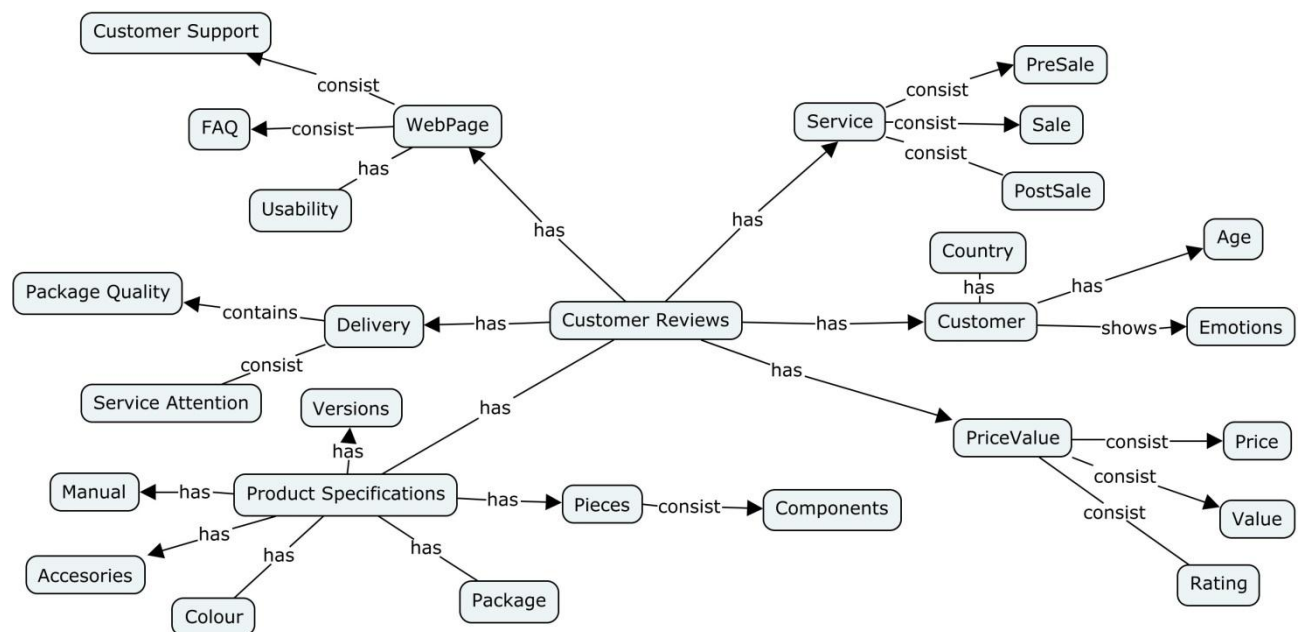 Customer Support
consist
PreSale
consist
FAQ
consist
WebPage
Service
consist
Sale
has
consist
Usability
PostSale
has
has
Country
Age
has
has
Package Quality
contains
Delivery
has
Customer Reviews
has
Customer
shows
Emotions
consist
has
Service Attention
Versions
has
has
PriceValue
consist
Price
Manual
has
Product Specifications
has
Pieces
consist
Components
consist
consist
Value
has
has
has
Accesories
Colour
Package
Rating